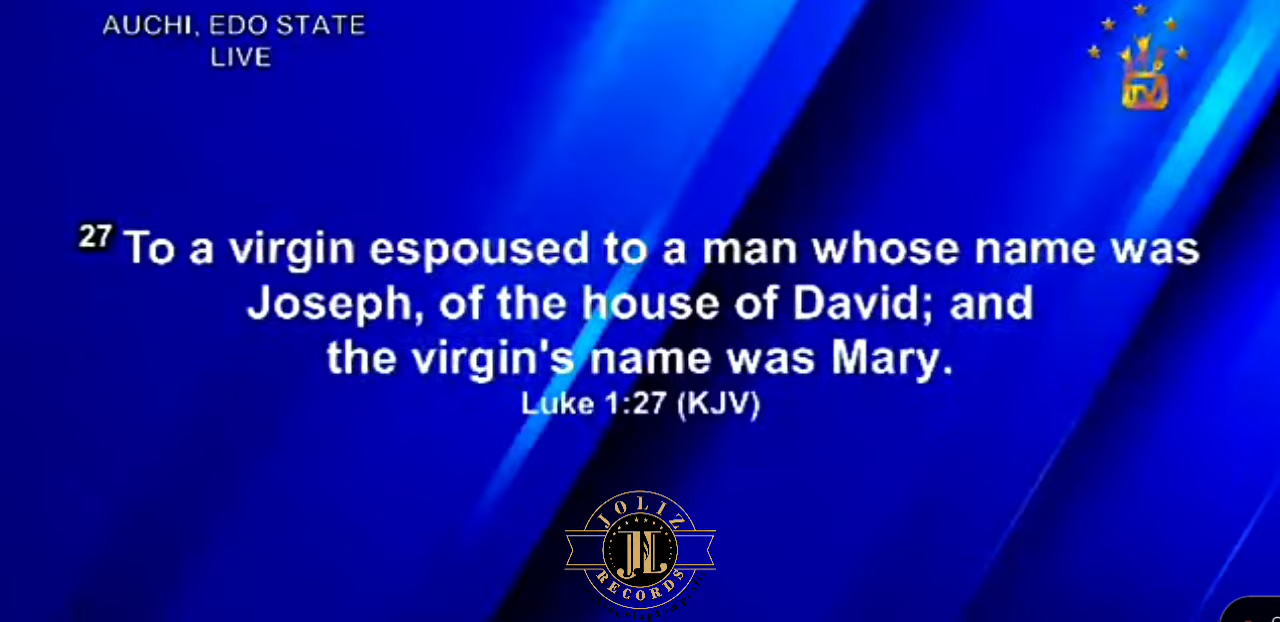 AUCHI, EDO STATE
LIVE
27 To a virgin espoused to a man whose name was
Joseph, of the house of David; and
the virgin's name was Mary.
Luke 1:27 (KJV)
JOLIZ
JL
RECORDS